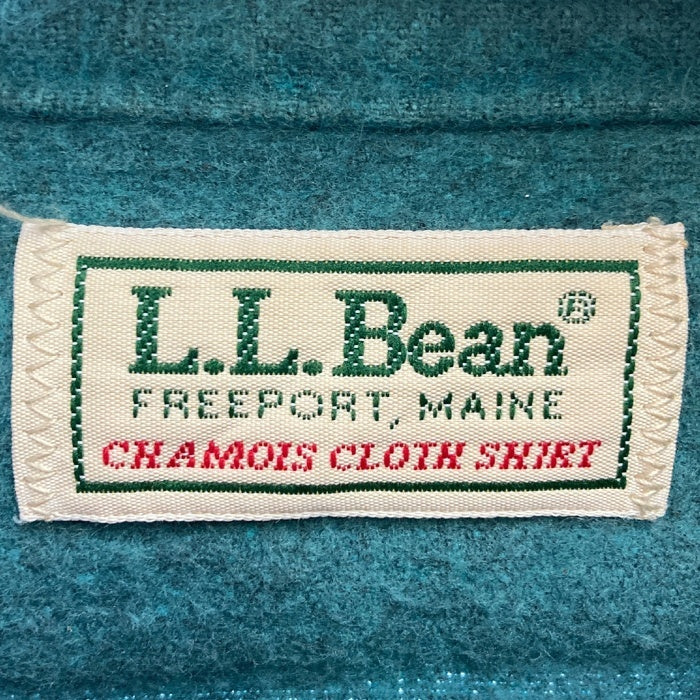 L.L.Bean®
FREEPORT, MAINE
CHAMOIS CLOTH SHIRT